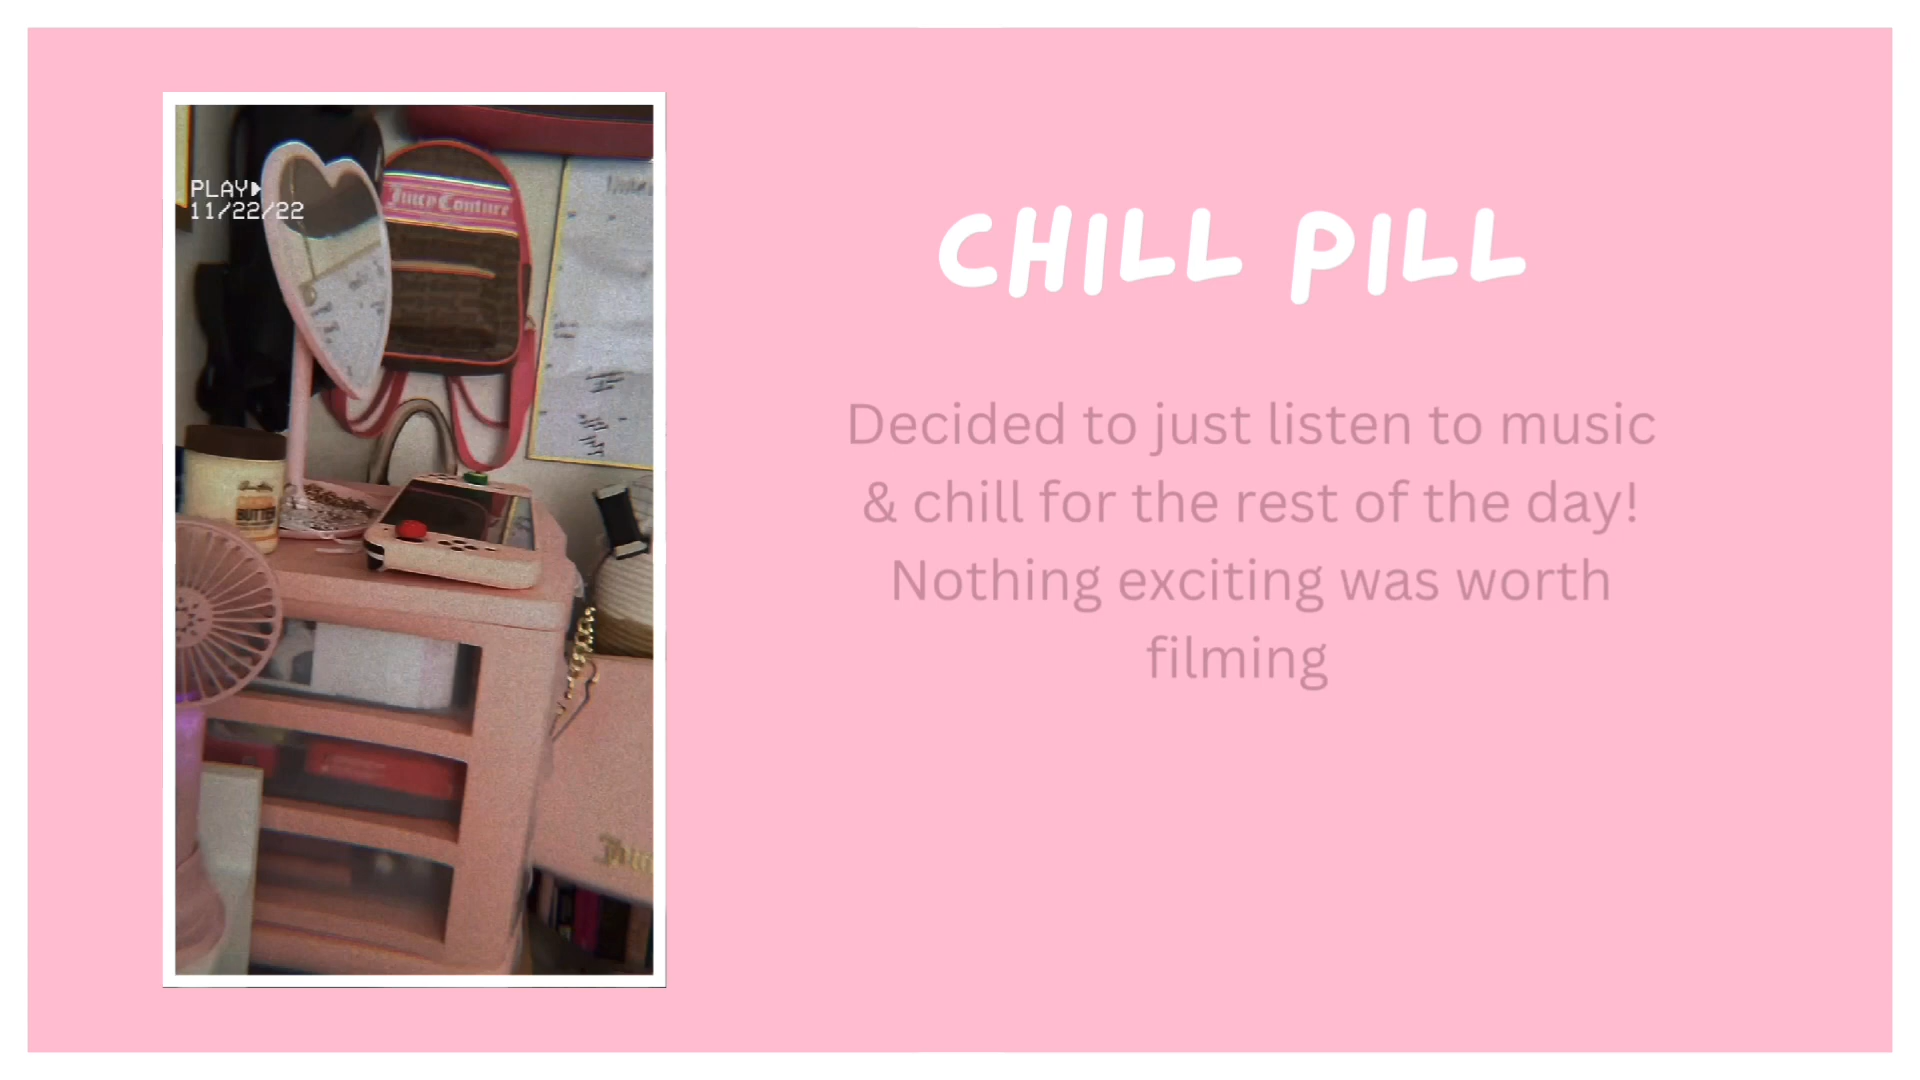 PLAY
11/22/22
Juicy Couture
BUTTER
CHILL PILL
Decided to just listen to music
& chill for the rest of the day!
Nothing exciting was worth
filming